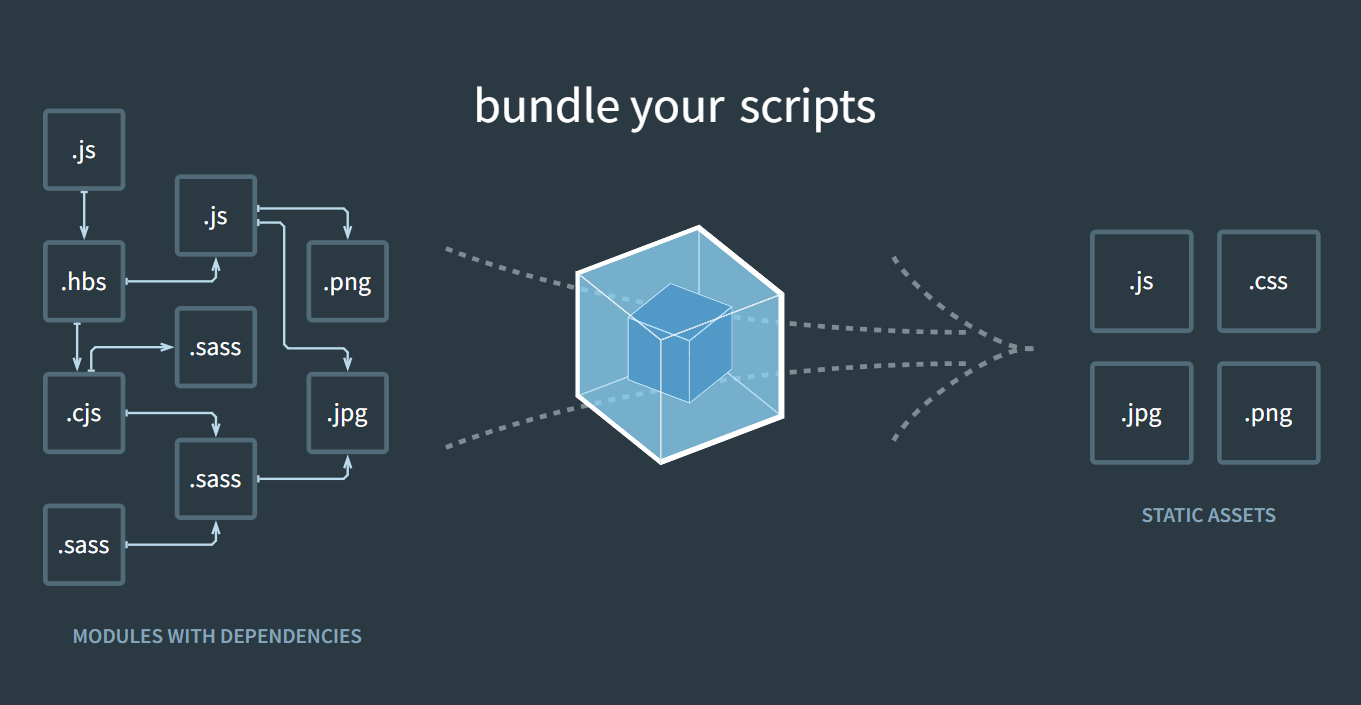 bundle your scripts
.js
.js
.hbs
.png
.sass
.cjs
.jpg
.sass
.sass
MODULES WITH DEPENDENCIES
.js
.css
.jpg
.png
STATIC ASSETS